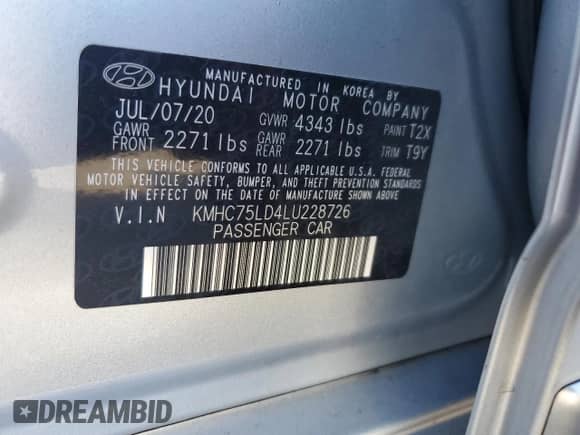 MANUFACTURED IN KOREA BY
HYUNDAI MOTOR COMPANY
JUL/07/20 GVWR 4343 lbs PAINT T2X
GAWR FRONT 2271 lbs GAWR REAR 2271 lbs TRIM T9Y
THIS VEHICLE CONFORMS TO ALL APPLICABLE U.S.A. FEDERAL
MOTOR VEHICLE SAFETY, BUMPER, AND THEFT PREVENTION STANDARDS
IN EFFECT ON THE DATE OF MANUFACTURE SHOWN ABOVE
V.I.N KMHC75LD4LU228726
PASSENGER CAR
DREAMBID